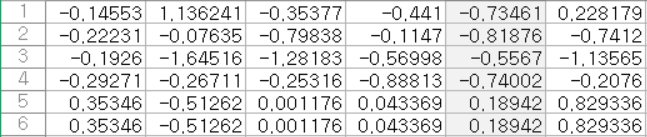 1 -0.14553 1.136241 -0.35377 -0.441 -0.73461 0.228179
2 -0.22231 -0.07635 -0.79838 -0.1147 -0.81876 -0.7412
3 -0.1926 -1.64516 -1.28183 -0.56998 -0.5567 -1.13565
4 -0.29271 -0.26711 -0.25316 -0.88813 -0.74002 -0.2076
5 0.35346 -0.51262 0.001176 0.043369 0.18942 0.829336
6 0.35346 -0.51262 0.001176 0.043369 0.18942 0.829336